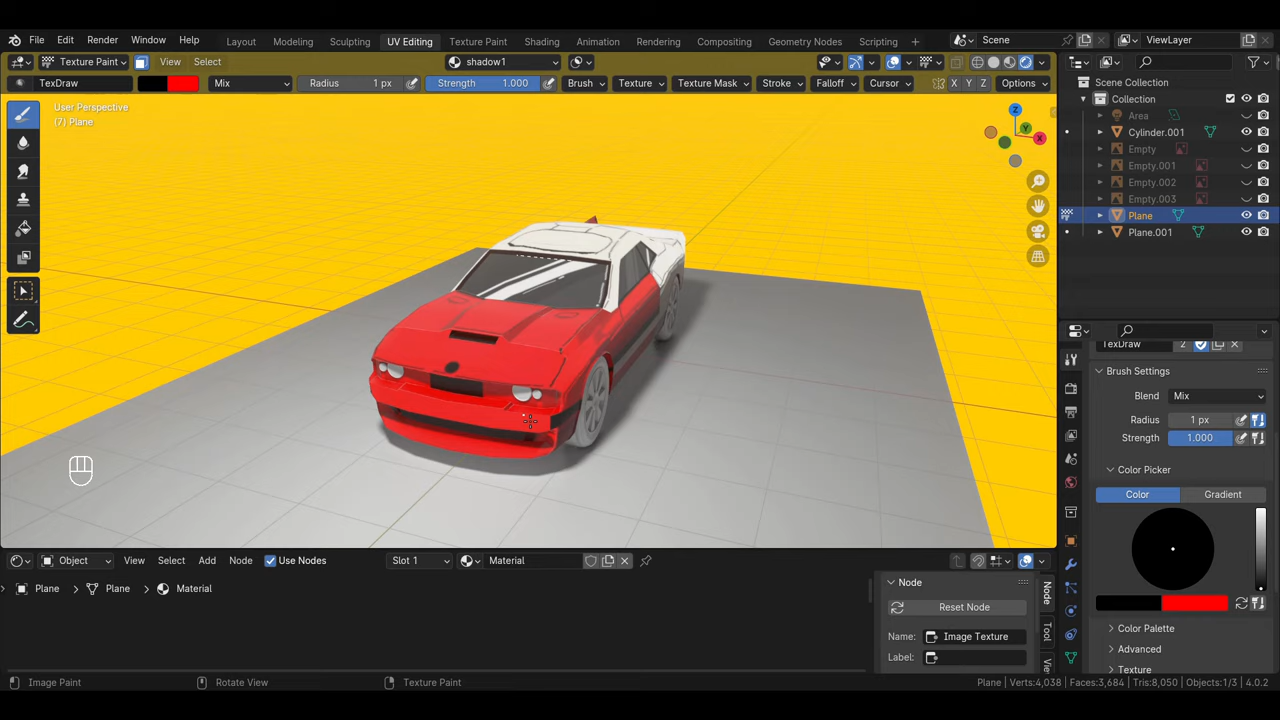 File Edit Render Window Help Layout Modeling Sculpting UV Editing Texture Paint Shading Animation Rendering Compositing Geometry Nodes Scripting + Scene ViewLayer
Texture Paint View Select shadow1
TexDraw Mix Radius 1 px Strength 1.000 Brush Texture Texture Mask Stroke Falloff Cursor X Y Z Options
User Perspective
(7) Plane
Z
Y
X
Scene Collection
Collection
Area
Cylinder.001
Empty
Empty.001
Empty.002
Empty.003
Plane
Plane.001
TexDraw 2
Brush Settings
Blend Mix
Radius 1 px
Strength 1.000
Color Picker
Color Gradient
Color Palette
Advanced
Texture
Object View Select Add Node Use Nodes Slot 1 Material
Plane > Plane > Material
Node
Reset Node
Name: Image Texture
Label:
Node
Tool
Image Paint Rotate View Texture Paint Plane | Verts:4,038 | Faces:3,684 | Tris:8,050 | Objects:1/3 | 4.0.2